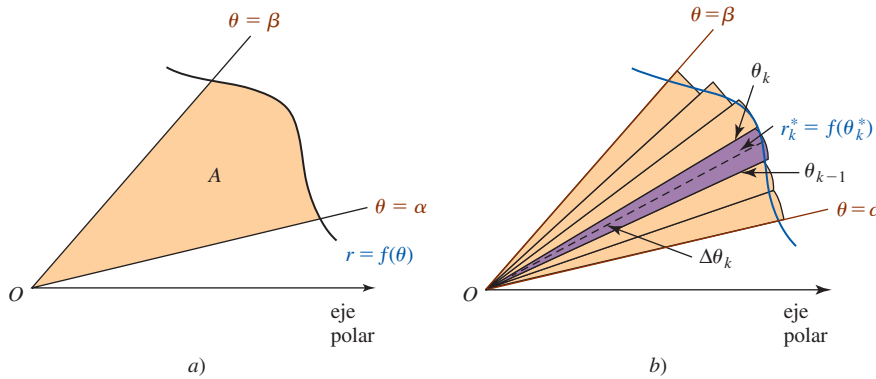 θ = β
A
θ = α
r = f(θ)
O
eje
polar
a)
θ = β
θ_k
r_k^* = f(θ_k^*)
θ_{k−1}
θ = α
Δθ_k
O
eje
polar
b)